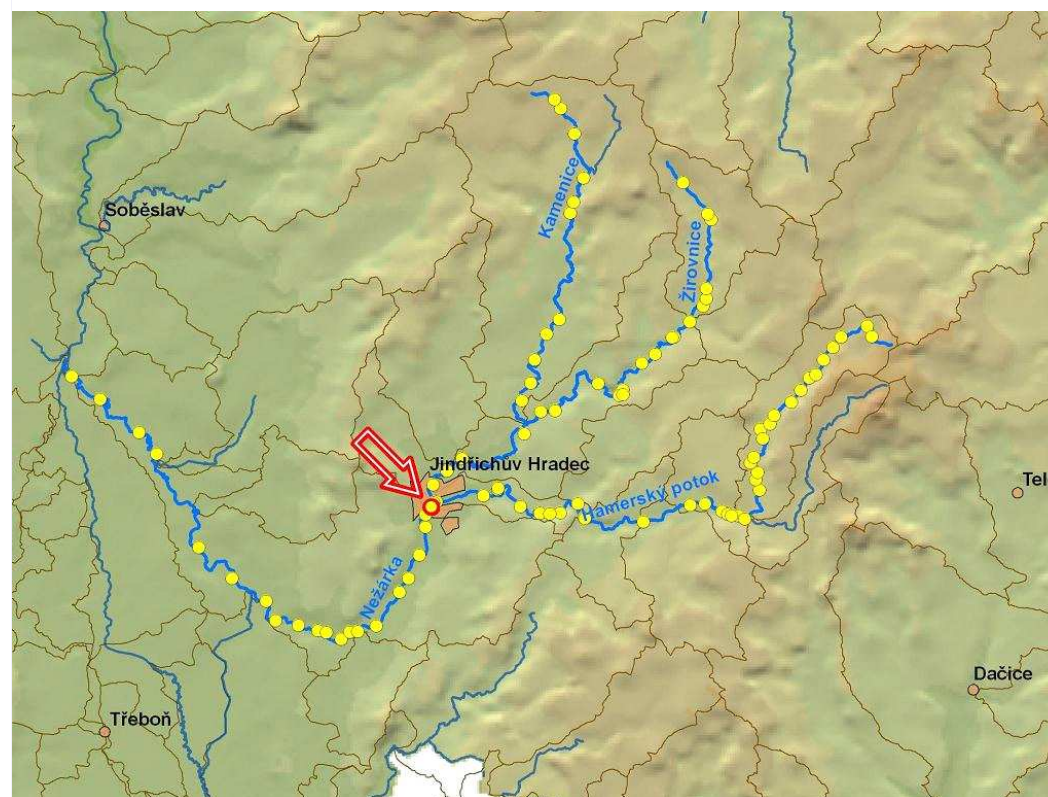 Kamenice
Žirovnice
Soběslav
Jindřichův Hradec
Hamerský potok
Tel
Nežárka
Dačice
Třeboň